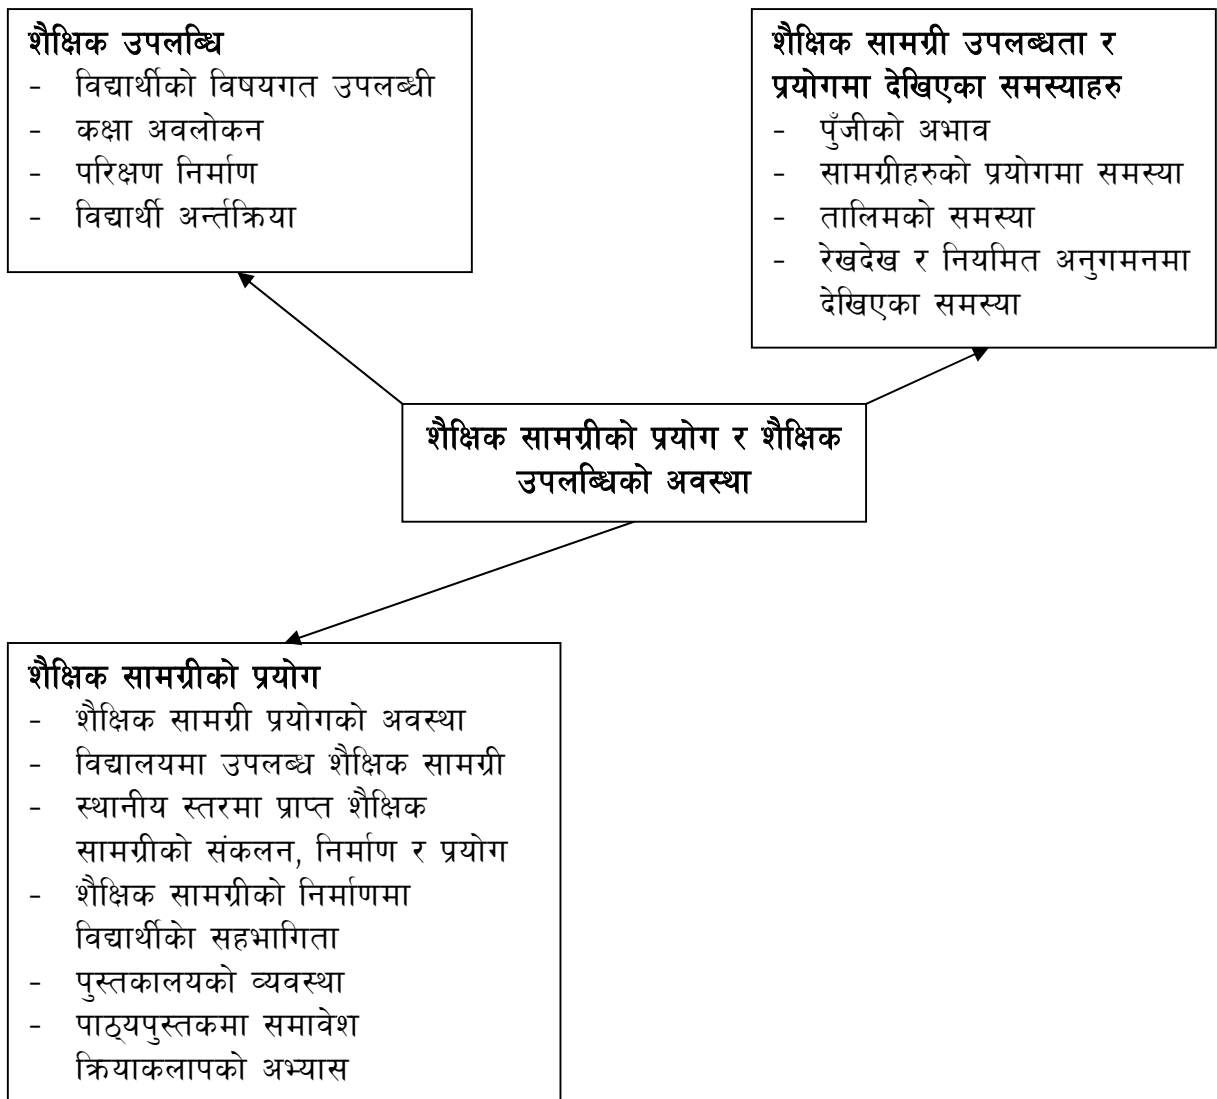 शैक्षिक उपलब्धि
- विद्यार्थीको विषयगत उपलब्धी
- कक्षा अवलोकन
- परिक्षण निर्माण
- विद्यार्थी अर्न्तक्रिया
शैक्षिक सामग्री उपलब्धता र
प्रयोगमा देखिएका समस्याहरु
- पुँजीको अभाव
- सामग्रीहरुको प्रयोगमा समस्या
- तालिमको समस्या
- रेखदेख र नियमित अनुगमनमा
देखिएका समस्या
शैक्षिक सामग्रीको प्रयोग र शैक्षिक
उपलब्धिको अवस्था
शैक्षिक सामग्रीको प्रयोग
- शैक्षिक सामग्री प्रयोगको अवस्था
- विद्यालयमा उपलब्ध शैक्षिक सामग्री
- स्थानीय स्तरमा प्राप्त शैक्षिक
सामग्रीको संकलन, निर्माण र प्रयोग
- शैक्षिक सामग्रीको निर्माणमा
विद्यार्थीकेा सहभागिता
- पुस्तकालयको व्यवस्था
- पाठ्यपुस्तकमा समावेश
क्रियाकलापको अभ्यास